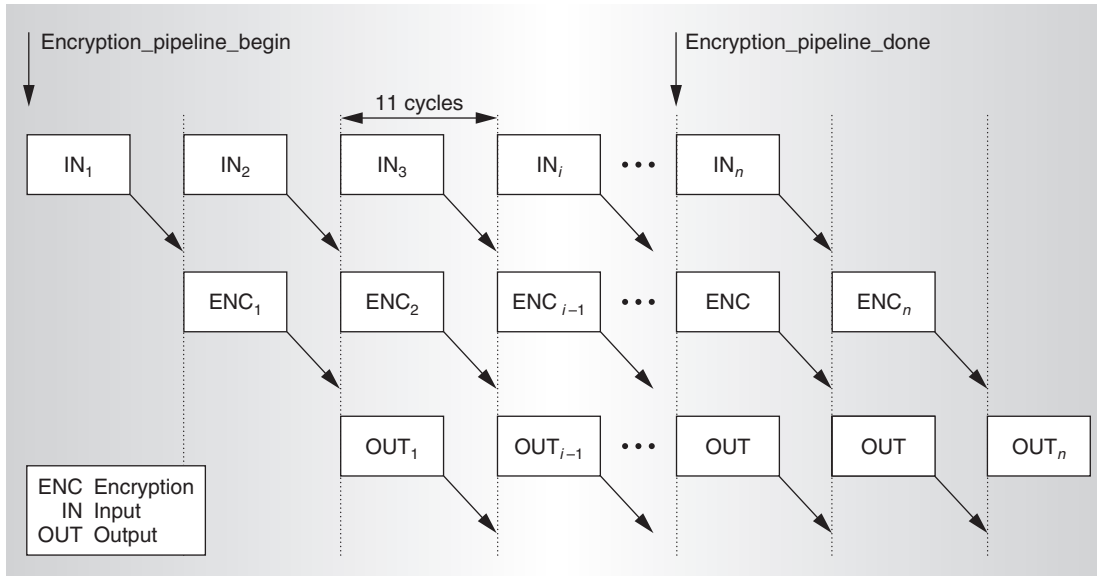 Encryption_pipeline_begin
Encryption_pipeline_done
11 cycles
IN₁
IN₂
IN₃
INᵢ
•••
INₙ
ENC₁
ENC₂
ENC ᵢ₋₁
•••
ENC
ENCₙ
OUT₁
OUTᵢ₋₁
•••
OUT
OUT
OUTₙ
ENC Encryption
IN Input
OUT Output